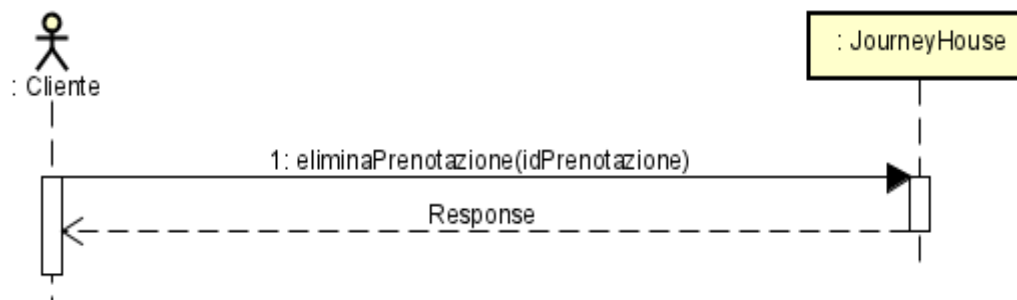 : Cliente
: JourneyHouse
1: eliminaPrenotazione(idPrenotazione)
Response